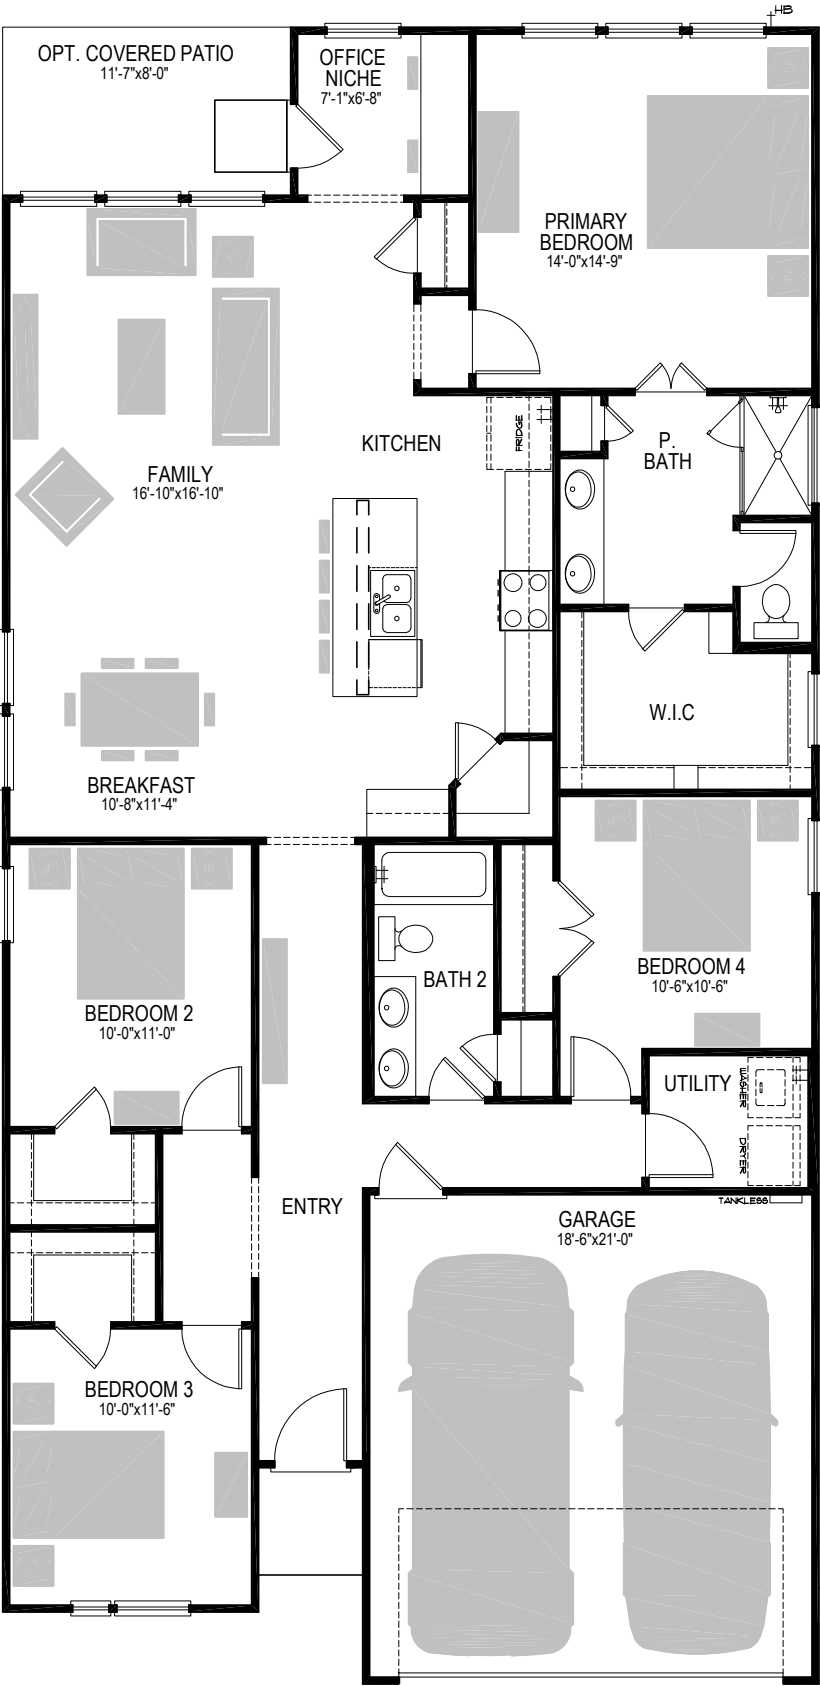 HB
OPT. COVERED PATIO
11'-7"x8'-0"
OFFICE
NICHE
7'-1"x6'-8"
PRIMARY
BEDROOM
14'-0"x14'-9"
FRIDGE
KITCHEN
P.
BATH
FAMILY
16'-10"x16'-10"
W.I.C
BREAKFAST
10'-8"x11'-4"
BEDROOM 4
10'-6"x10'-6"
BATH 2
BEDROOM 2
10'-0"x11'-0"
UTILITY
WASHER
DRYER
TANKLESS
ENTRY
GARAGE
18'-6"x21'-0"
BEDROOM 3
10'-0"x11'-6"